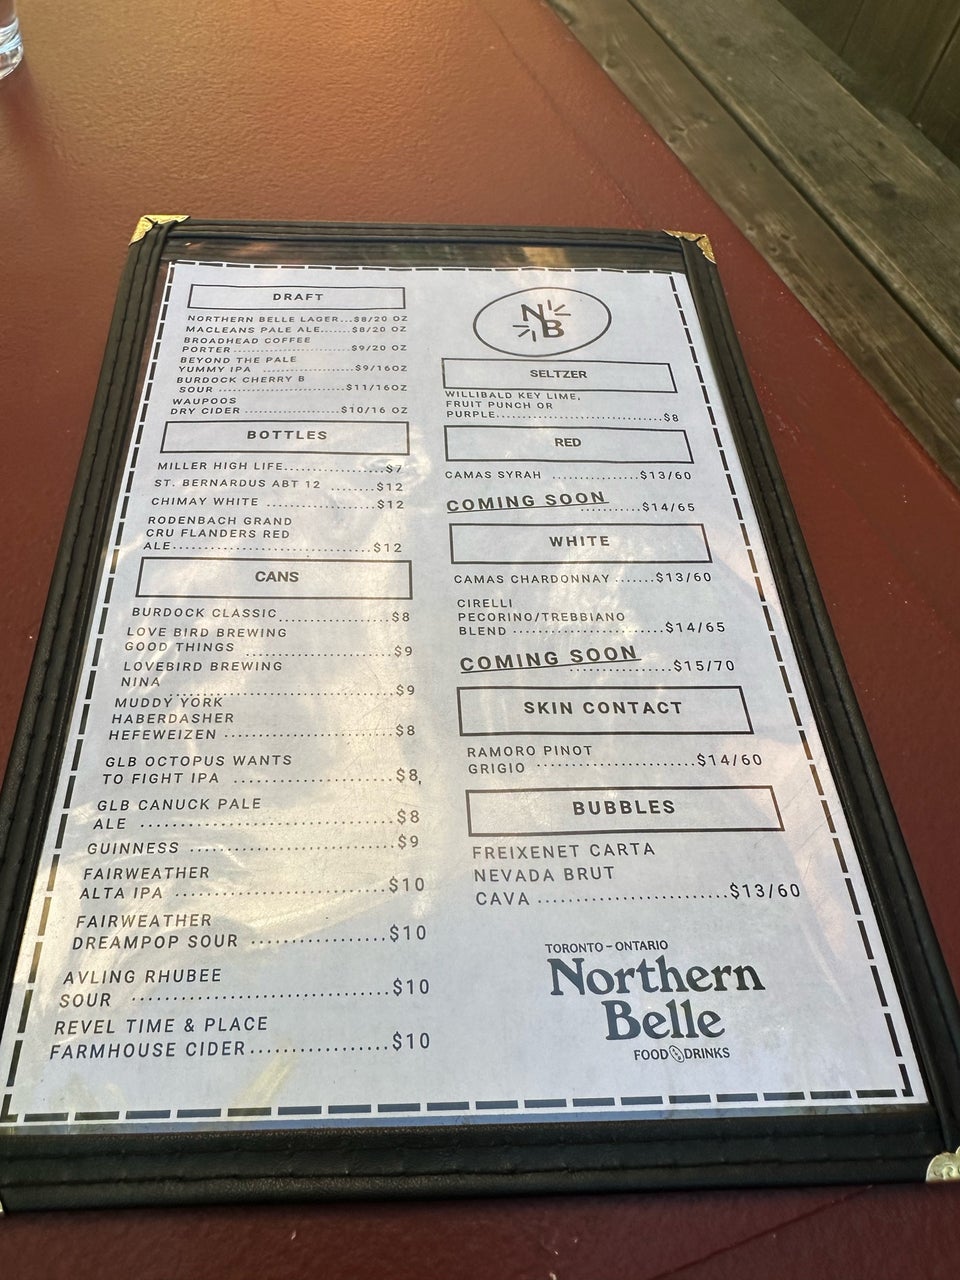 DRAFT
NORTHERN BELLE LAGER...$8/20 OZ
MACLEANS PALE ALE......$8/20 OZ
BROADHEAD COFFEE
PORTER.....................$9/20 OZ
BEYOND THE PALE
YUMMY IPA .....................$9/16OZ
BURDOCK CHERRY B
SOUR ......................$11/16OZ
WAUPOOS
DRY CIDER ..................$10/16 OZ
BOTTLES
MILLER HIGH LIFE....................$7
ST. BERNARDUS ABT 12 .......$12
CHIMAY WHITE .....................$12
RODENBACH GRAND
CRU FLANDERS RED
ALE....................................$12
CANS
BURDOCK CLASSIC....................$8
LOVE BIRD BREWING
GOOD THINGS ........................$9
LOVEBIRD BREWING
NINA ...............................$9
MUDDY YORK
HABERDASHER
HEFEWEIZEN ........................$8
GLB OCTOPUS WANTS
TO FIGHT IPA ......................$8,
GLB CANUCK PALE
ALE ................................$8
GUINNESS ..........................$9
FAIRWEATHER
ALTA IPA ...........................$10
FAIRWEATHER
DREAMPOP SOUR .................$10
AVLING RHUBEE
SOUR ................................$10
REVEL TIME & PLACE
FARMHOUSE CIDER.................$10
NB
SELTZER
WILLIBALD KEY LIME,
FRUIT PUNCH OR
PURPLE..............................$8
RED
CAMAS SYRAH .................$13/60
COMING SOON ...........$14/65
WHITE
CAMAS CHARDONNAY .......$13/60
CIRELLI
PECORINO/TREBBIANO
BLEND ........................$14/65
COMING SOON ..............$15/70
SKIN CONTACT
RAMORO PINOT
GRIGIO ........................$14/60
BUBBLES
FREIXENET CARTA
NEVADA BRUT
CAVA ........................$13/60
TORONTO-ONTARIO
Northern
Belle
FOOD DRINKS